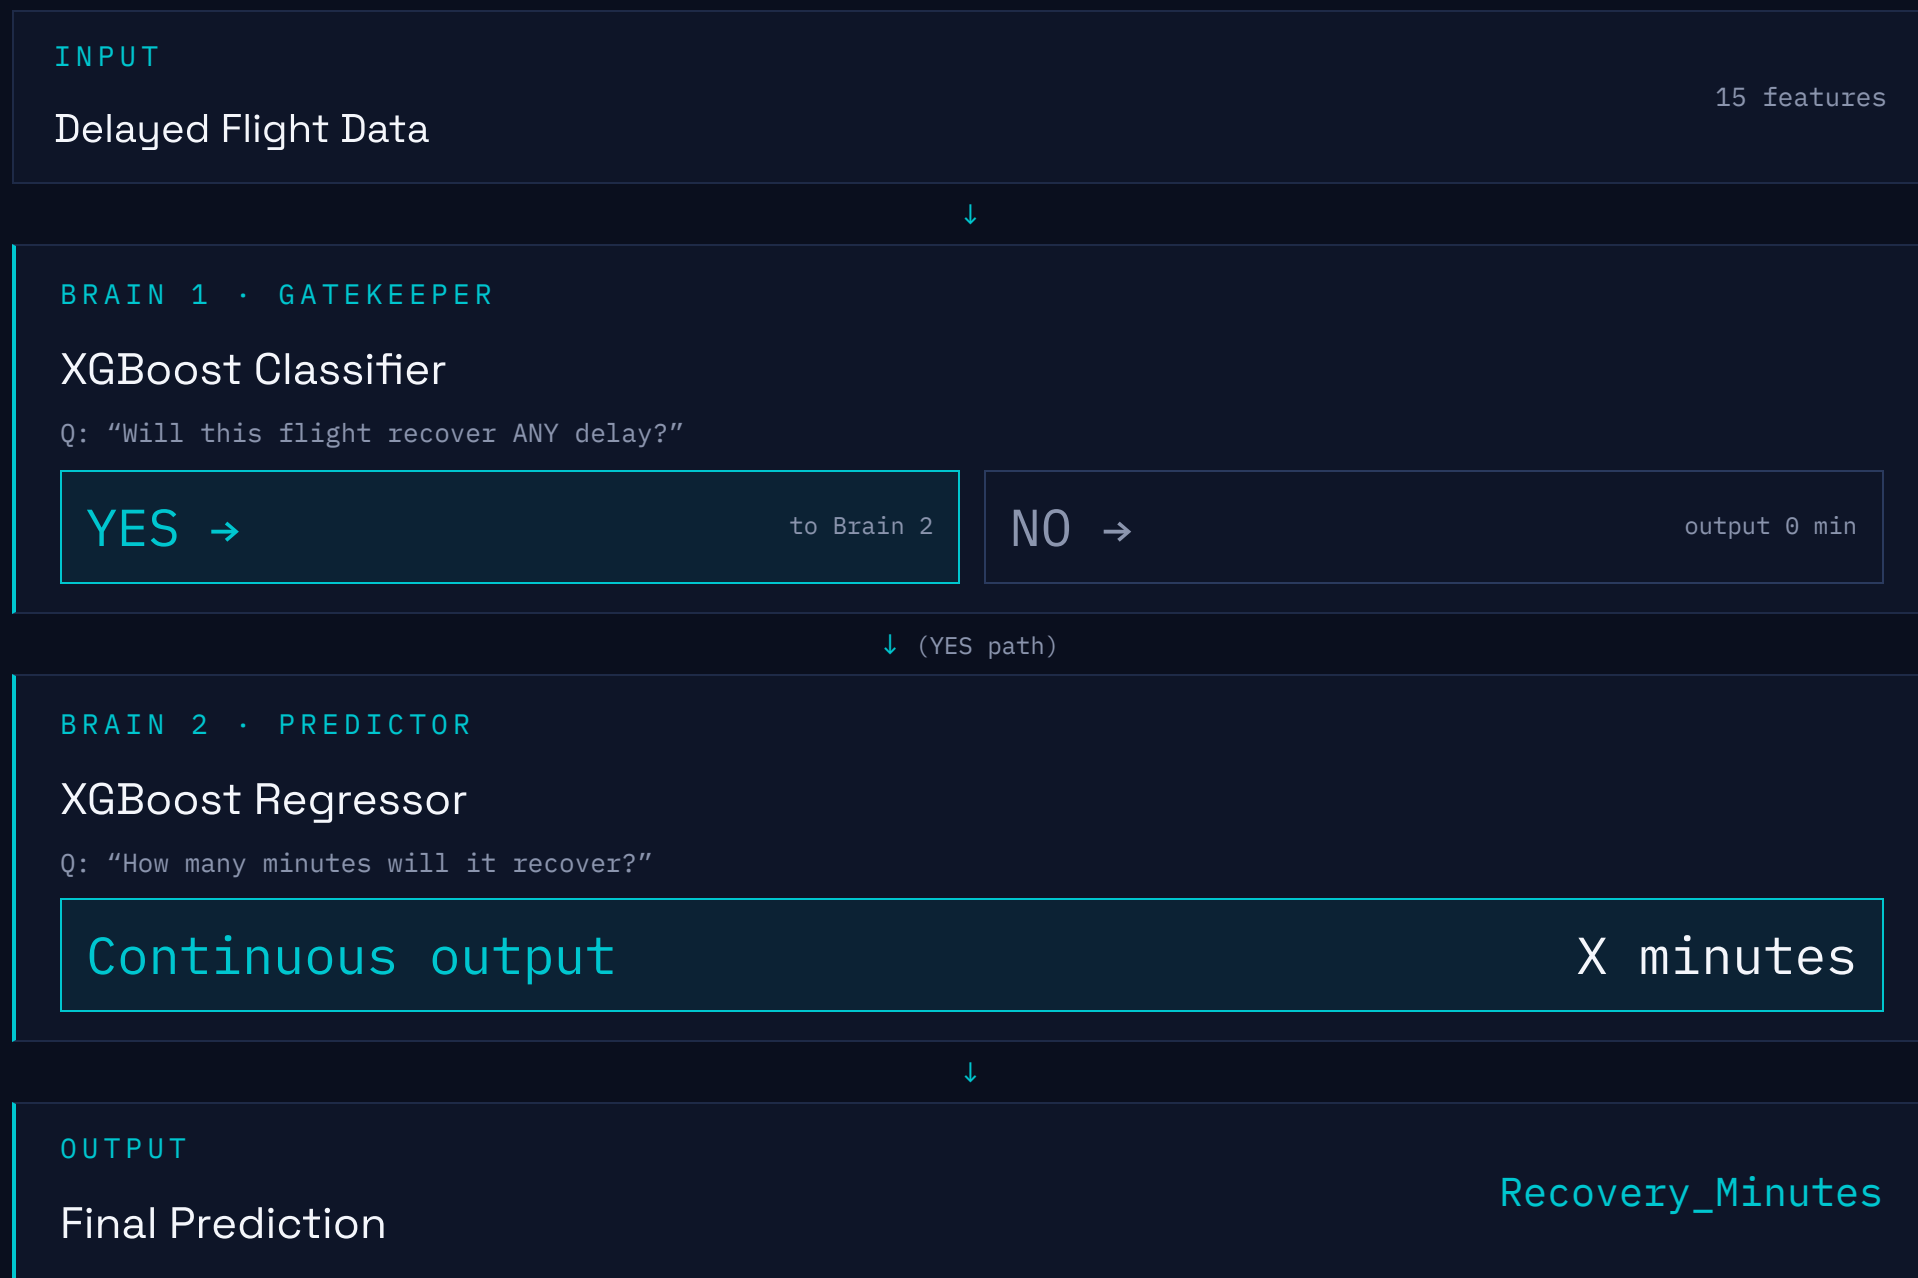 INPUT
Delayed Flight Data
15 features
↓
BRAIN 1 · GATEKEEPER
XGBoost Classifier
Q: “Will this flight recover ANY delay?”
YES → to Brain 2
NO → output 0 min
↓ (YES path)
BRAIN 2 · PREDICTOR
XGBoost Regressor
Q: “How many minutes will it recover?”
Continuous output X minutes
↓
OUTPUT
Final Prediction
Recovery_Minutes